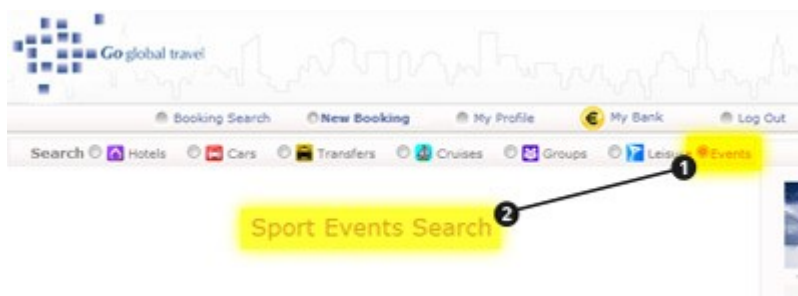 Go global travel
Booking Search New Booking My Profile € My Bank Log Out
Search Hotels Cars Transfers Cruises Groups Leisure Events
1
Sport Events Search 2